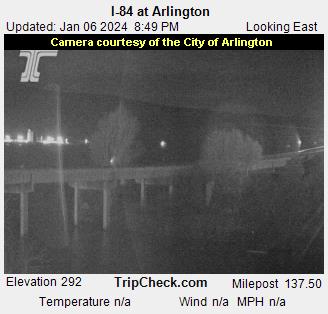 I-84 at Arlington
Updated: Jan 06 2024 8:49 PM Looking East
Camera courtesy of the City of Arlington
Elevation 292 TripCheck.com Milepost 137.50
Temperature n/a Wind n/a MPH n/a